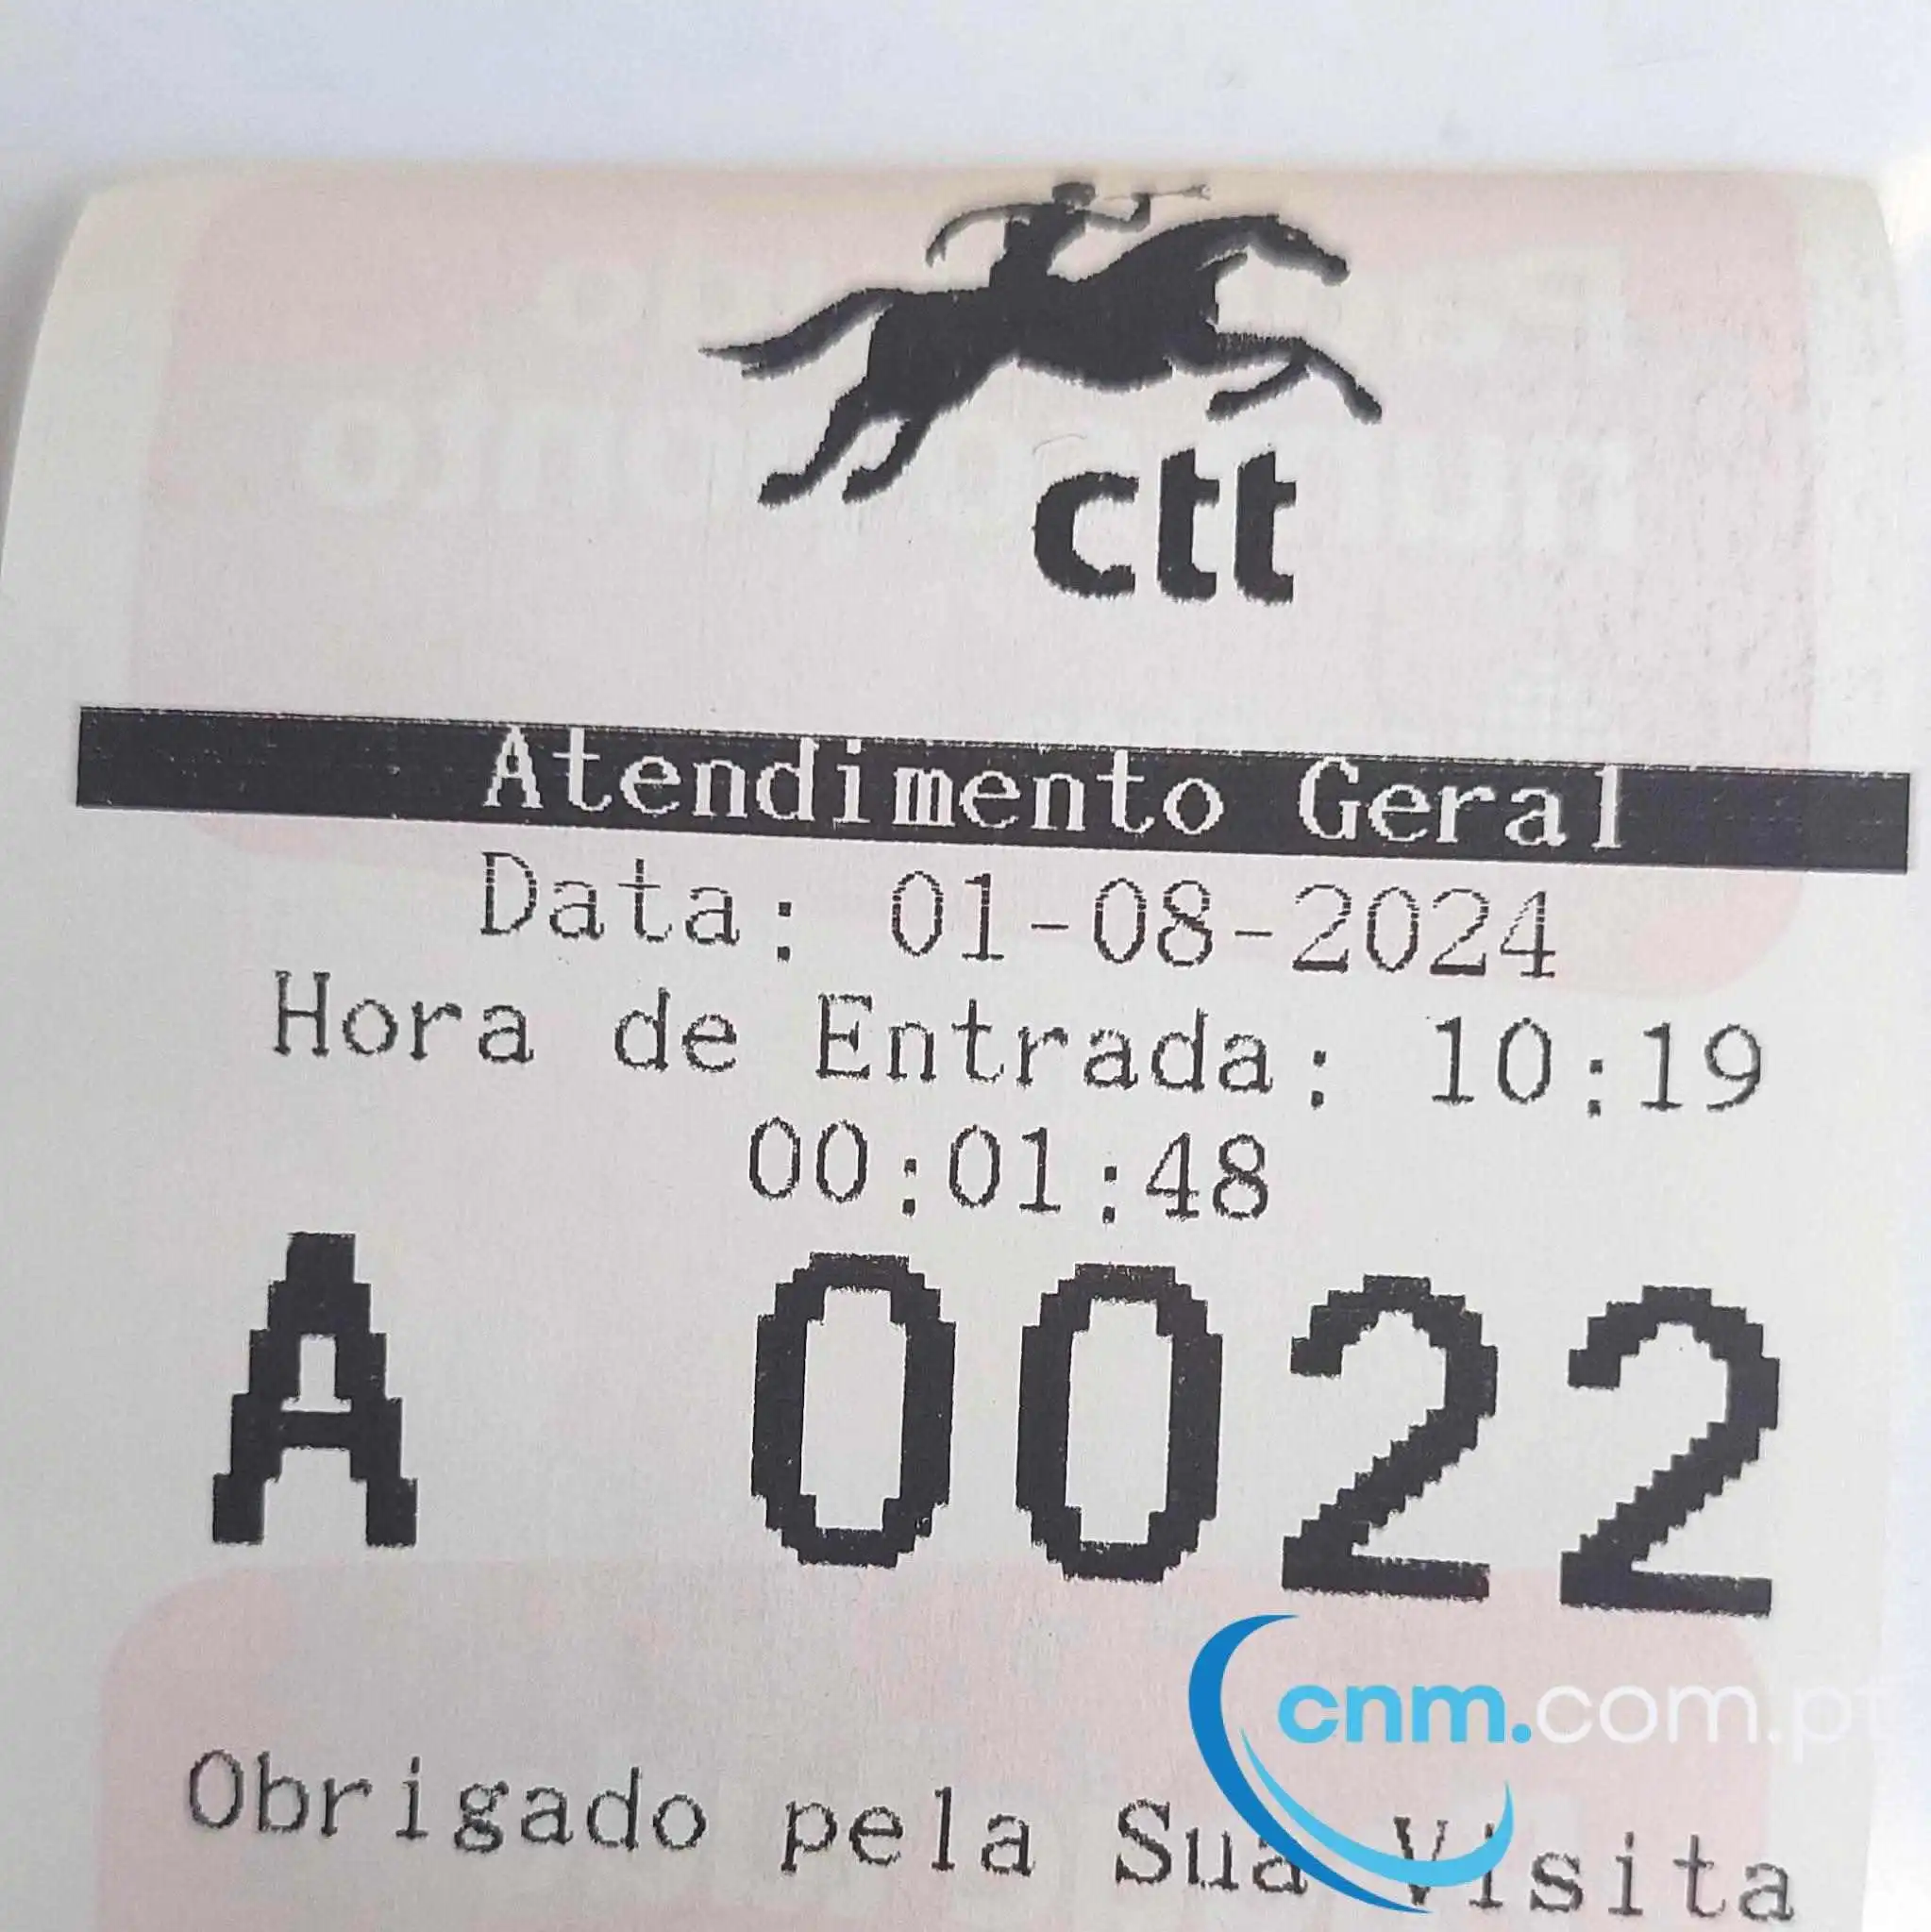 ctt
Atendimento Geral
Data: 01-08-2024
Hora de Entrada: 10:19
00:01:48
A 0022
cnm.com.pt
Obrigado pela Sua Visita